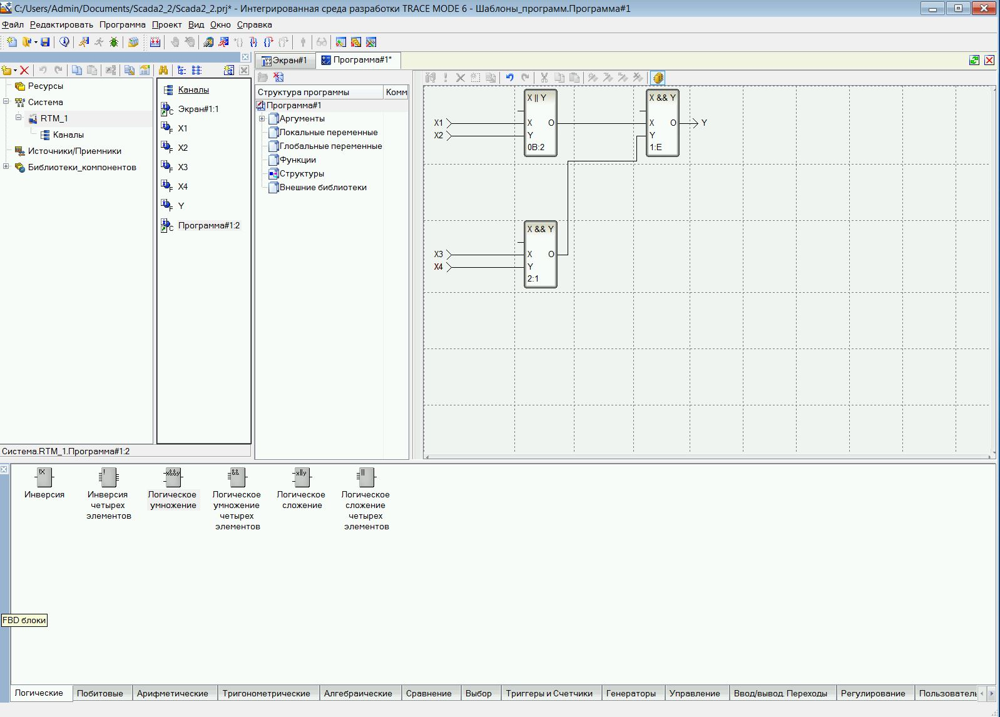 C:/Users/Admin/Documents/Scada2_2/Scada2_2.prj* - Интегрированная среда разработки TRACE MODE 6 - Шаблоны_программ.Программа#1
Файл Редактировать Программа Проект Вид Окно Справка
Ресурсы
Система
RTM_1
Каналы
Источники/Приемники
Библиотеки_компонентов
Каналы
Экран#1:1
X1
X2
X3
X4
Y
Программа#1:2
Система.RTM_1.Программа#1:2
Экран#1 Программа#1*
Структура программы Комм
Программа#1
Аргументы
Локальные переменные
Глобальные переменные
Функции
Структуры
Внешние библиотеки
X || Y
X1 X O
X2 Y
0B:2
X && Y
X O Y
Y
1:E
X && Y
X3 X O
X4 Y
2:1
!X
Инверсия
!
Инверсия
четырех
элементов
x&&y
Логическое
умножение
&&
Логическое
умножение
четырех
элементов
x||y
Логическое
сложение
||
Логическое
сложение
четырех
элементов
FBD блоки
Логические Побитовые Арифметические Тригонометрические Алгебраические Сравнение Выбор Триггеры и Счетчики Генераторы Управление Ввод/вывод. Переходы Регулирование Пользователь